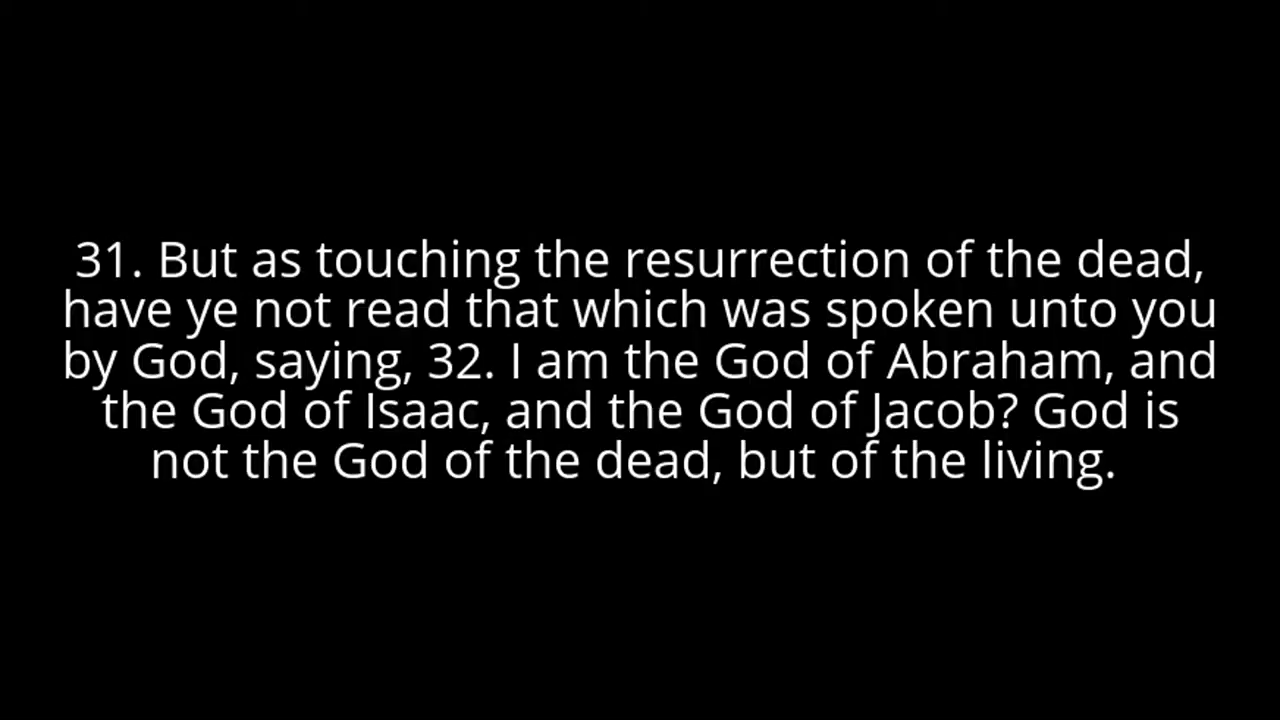 31. But as touching the resurrection of the dead,
have ye not read that which was spoken unto you
by God, saying, 32. I am the God of Abraham, and
the God of Isaac, and the God of Jacob? God is
not the God of the dead, but of the living.